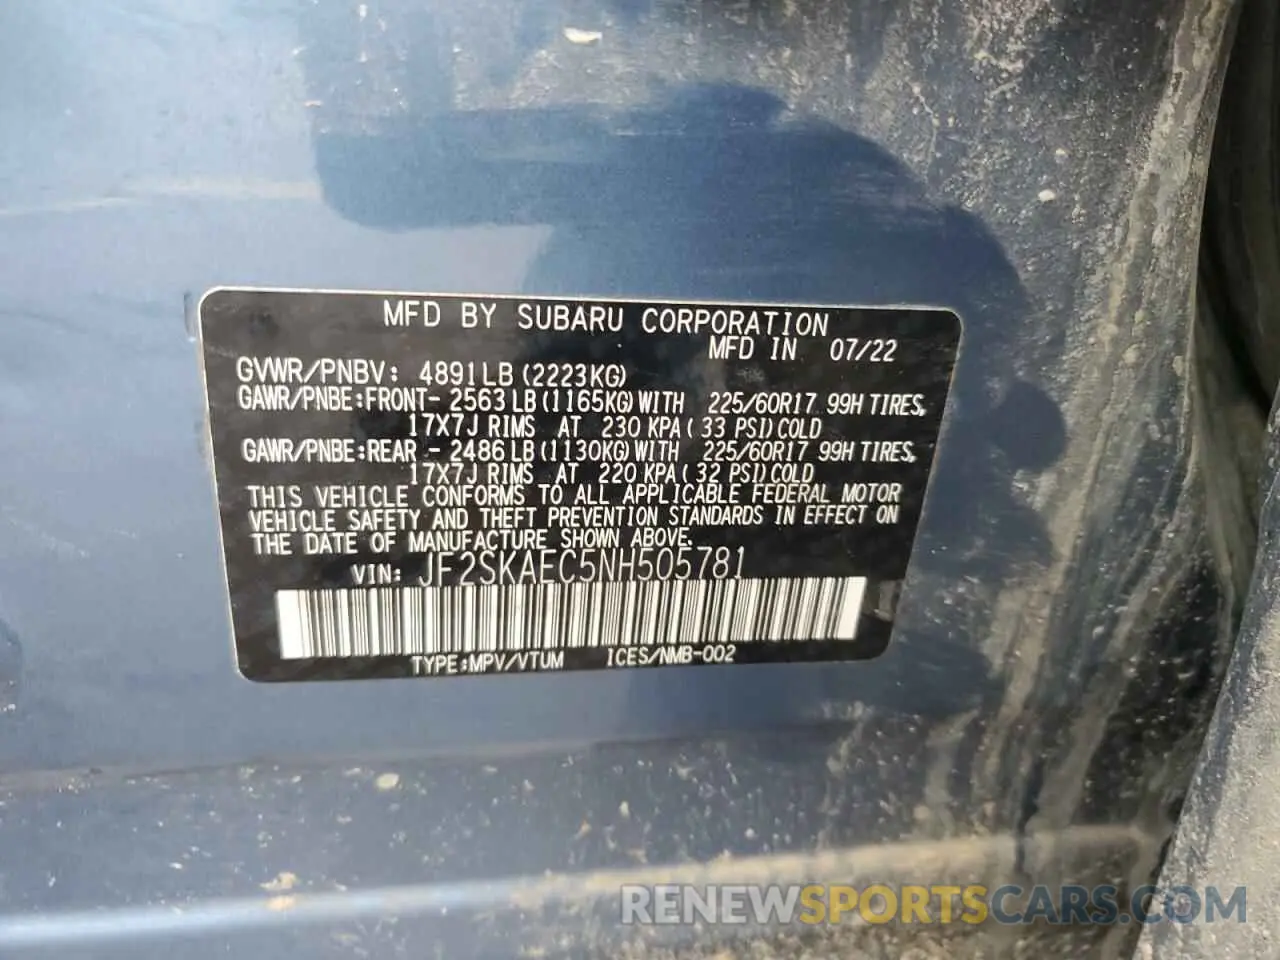 MFD BY SUBARU CORPORATION
MFD IN 07/22
GVWR/PNBV: 4891LB (2223KG)
GAWR/PNBE:FRONT- 2563 LB (1165KG) WITH 225/60R17 99H TIRES,
17X7J RIMS AT 230 KPA ( 33 PSI) COLD
GAWR/PNBE:REAR - 2486 LB (1130KG) WITH 225/60R17 99H TIRES,
17X7J RIMS AT 220 KPA ( 32 PSI) COLD
THIS VEHICLE CONFORMS TO ALL APPLICABLE FEDERAL MOTOR
VEHICLE SAFETY AND THEFT PREVENTION STANDARDS IN EFFECT ON
THE DATE OF MANUFACTURE SHOWN ABOVE.
VIN: JF2SKAEC5NH505781
TYPE:MPV/VTUM ICES/NMB-002
RENEWSPORTSCARS.COM